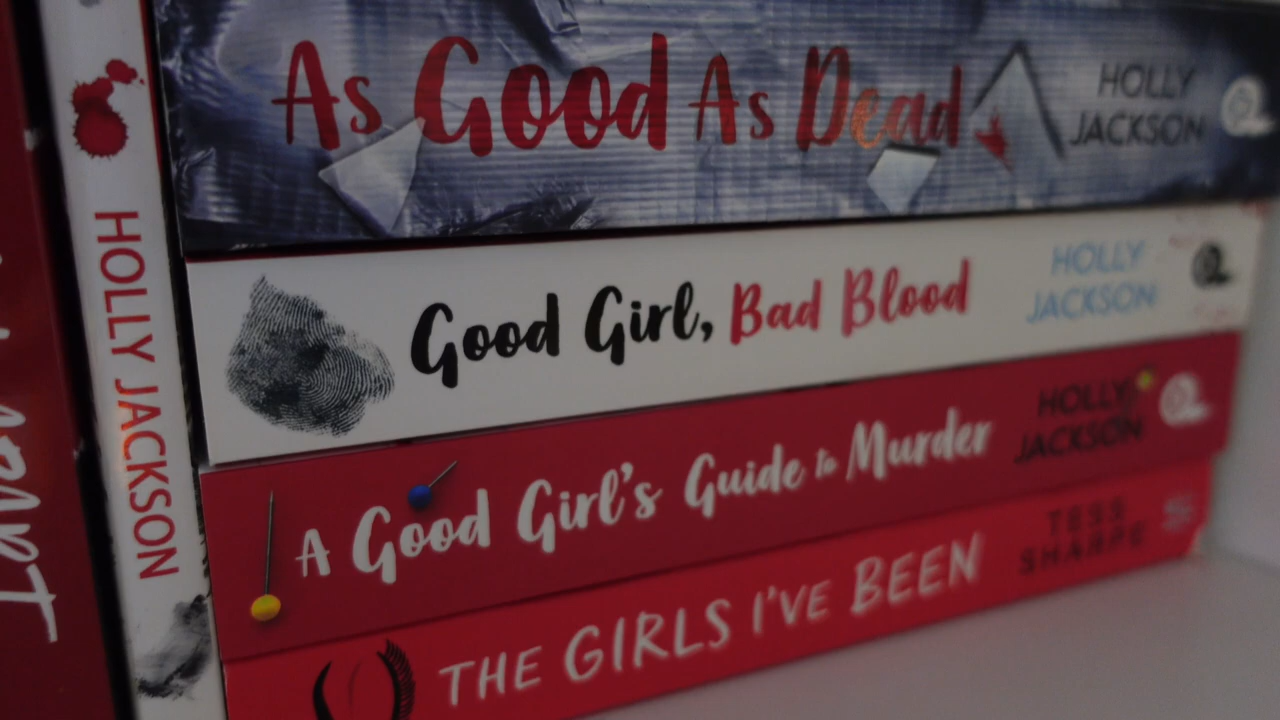 As Good As Dead
HOLLY
JACKSON
Good Girl, Bad Blood
HOLLY
JACKSON
A Good Girl's Guide to Murder
HOLLY
JACKSON
THE GIRLS I'VE BEEN
TESS
SHARPE
HOLLY JACKSON